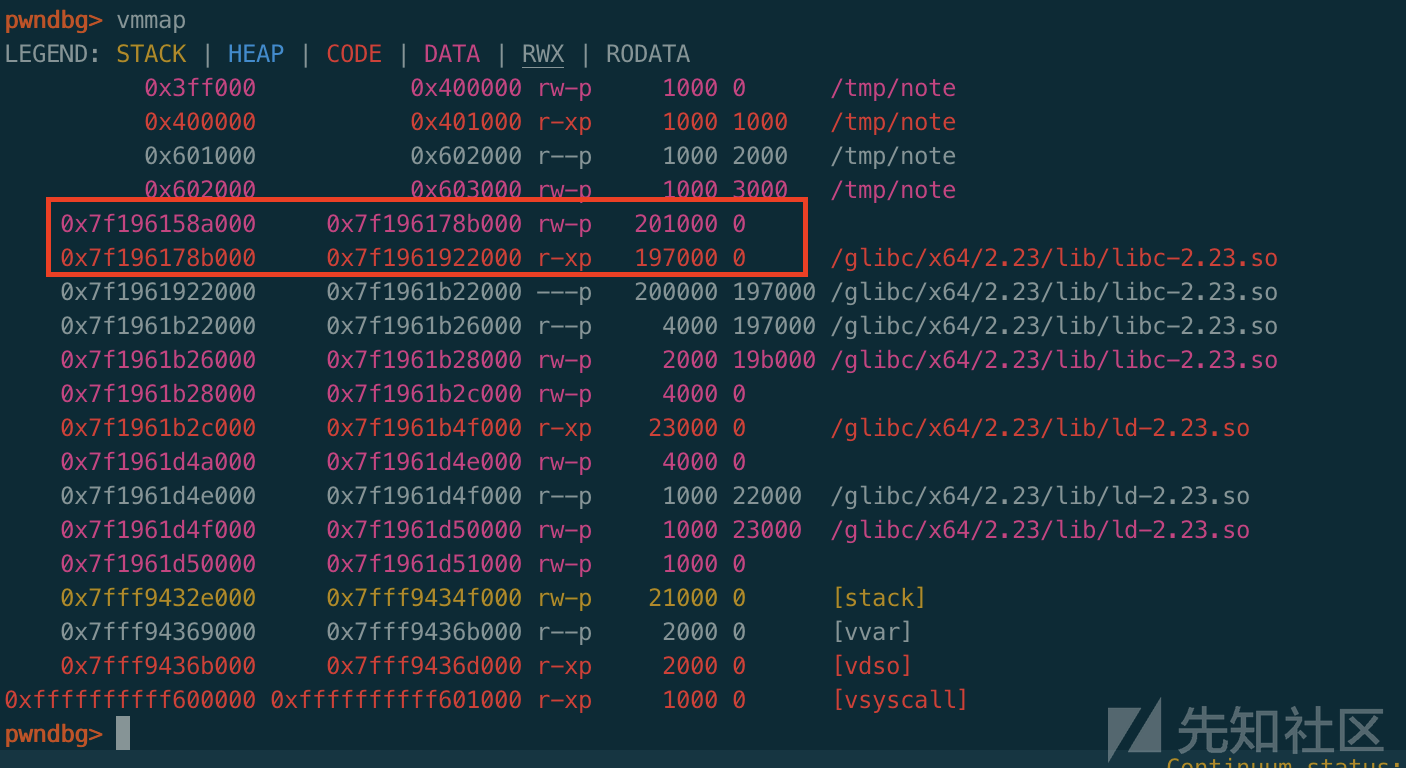 pwndbg> vmmap
LEGEND: STACK | HEAP | CODE | DATA | RWX | RODATA
0x3ff000 0x400000 rw-p 1000 0 /tmp/note
0x400000 0x401000 r-xp 1000 1000 /tmp/note
0x601000 0x602000 r--p 1000 2000 /tmp/note
0x602000 0x603000 rw-p 1000 3000 /tmp/note
0x7f196158a000 0x7f196178b000 rw-p 201000 0
0x7f196178b000 0x7f1961922000 r-xp 197000 0 /glibc/x64/2.23/lib/libc-2.23.so
0x7f1961922000 0x7f1961b22000 ---p 200000 197000 /glibc/x64/2.23/lib/libc-2.23.so
0x7f1961b22000 0x7f1961b26000 r--p 4000 197000 /glibc/x64/2.23/lib/libc-2.23.so
0x7f1961b26000 0x7f1961b28000 rw-p 2000 19b000 /glibc/x64/2.23/lib/libc-2.23.so
0x7f1961b28000 0x7f1961b2c000 rw-p 4000 0
0x7f1961b2c000 0x7f1961b4f000 r-xp 23000 0 /glibc/x64/2.23/lib/ld-2.23.so
0x7f1961d4a000 0x7f1961d4e000 rw-p 4000 0
0x7f1961d4e000 0x7f1961d4f000 r--p 1000 22000 /glibc/x64/2.23/lib/ld-2.23.so
0x7f1961d4f000 0x7f1961d50000 rw-p 1000 23000 /glibc/x64/2.23/lib/ld-2.23.so
0x7f1961d50000 0x7f1961d51000 rw-p 1000 0
0x7fff9432e000 0x7fff9434f000 rw-p 21000 0 [stack]
0x7fff94369000 0x7fff9436b000 r--p 2000 0 [vvar]
0x7fff9436b000 0x7fff9436d000 r-xp 2000 0 [vdso]
0xffffffffff600000 0xffffffffff601000 r-xp 1000 0 [vsyscall]
pwndbg>
先知社区
Continuum status: